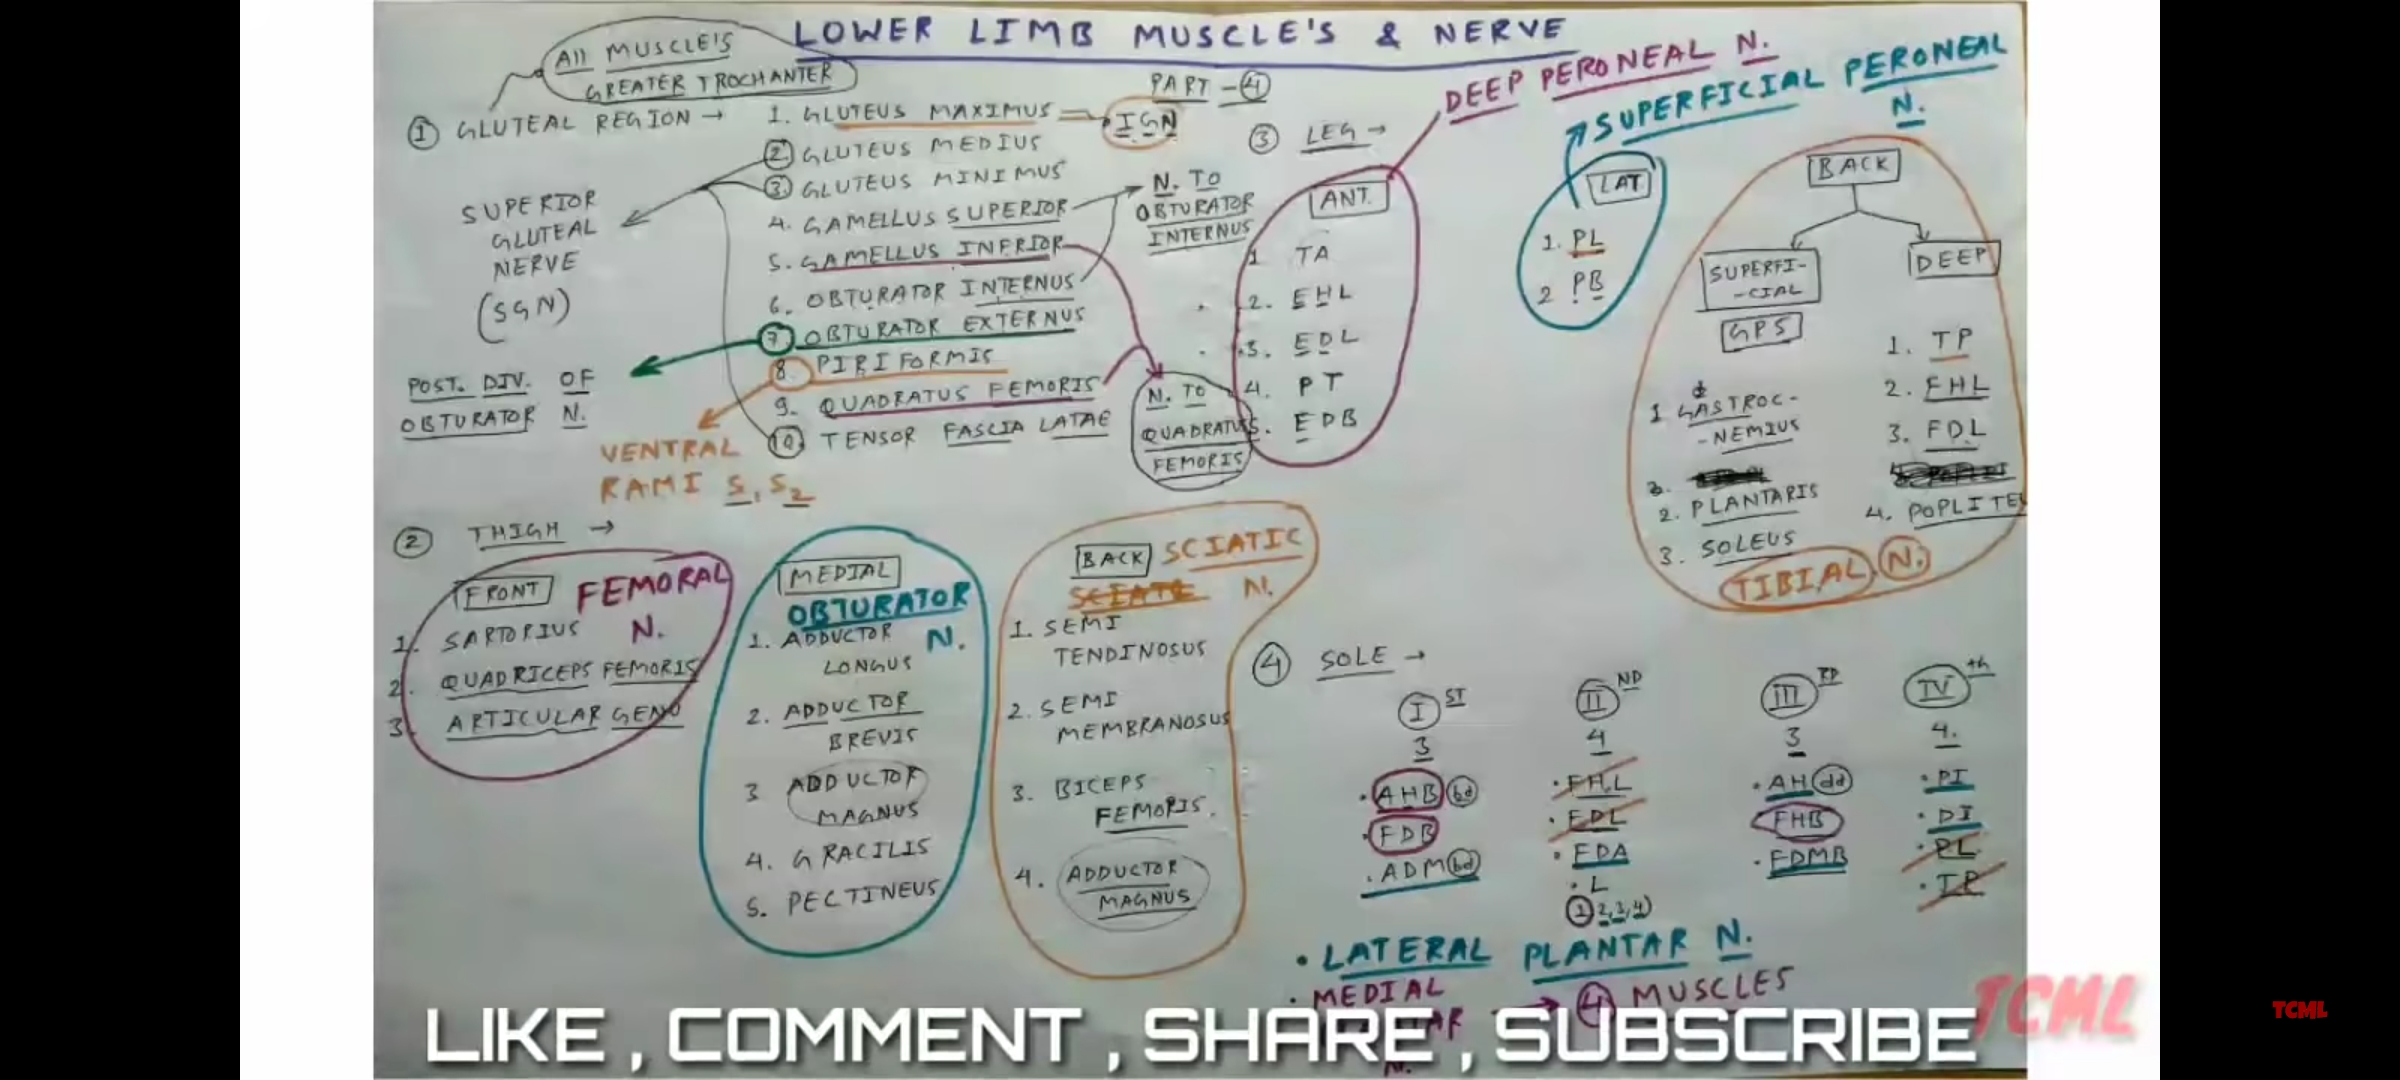 LOWER LIMB MUSCLE'S & NERVE
PART - 4
All MUSCLE'S
GREATER TROCHANTER
1 GLUTEAL REGION →
1. GLUTEUS MAXIMUS
IGN
2 GLUTEUS MEDIUS
3. GLUTEUS MINIMUS
4. GAMELLUS SUPERIOR
5. GAMELLUS INFRIOR
6. OBTURATOR INTERNUS
7. OBTURATOR EXTERNUS
8. PIRIFORMIS
9. QUADRATUS FEMORIS
10. TENSOR FASCIA LATAE
SUPERIOR
GLUTEAL
NERVE
(SGN)
POST. DIV. OF
OBTURATOR N.
VENTRAL
RAMI S1, S2
N. TO
OBTURATOR
INTERNUS
N. TO
QUADRATUS
FEMORIS
2 THIGH →
FRONT
FEMORAL
N.
1. SARTORIUS
2. QUADRICEPS FEMORIS
3. ARTICULAR GENU
MEDIAL
OBTURATOR
N.
1. ADDUCTOR
LONGUS
2. ADDUCTOR
BREVIS
3 ADDUCTOR
MAGNUS
4. GRACILIS
5. PECTINEUS
BACK SCIATIC
N.
1. SEMI
TENDINOSUS
2. SEMI
MEMBRANOSUS
3. BICEPS
FEMORIS.
4. ADDUCTOR
MAGNUS
3 LEG →
DEEP PERONEAL N.
ANT.
1 TA
2. EHL
3. EDL
4. PT
5. EDB
SUPERFICIAL PERONEAL
N.
LAT.
1. PL
2 PB
BACK
SUPERFI-
-CIAL
GPS
1 GASTROC-
-NEMIUS
2. PLANTARIS
3. SOLEUS
DEEP
1. TP
2. FHL
3. FDL
4. POPLITE
TIBIAL N.
4 SOLE →
I ST
3
• AHB bd
• FDB
• ADM bd
II ND
4
• FHL
• FDL
• FDA
• L
(1 2,3,4)
III RD
3
• AH dd
FHB
• FDMB
IV th
4.
• PI
• DI
• PL
• TP
• LATERAL PLANTAR N.
• MEDIAL
→ 4 MUSCLES
N.
LIKE , COMMENT , SHARE , SUBSCRIBE
TCML
TCML